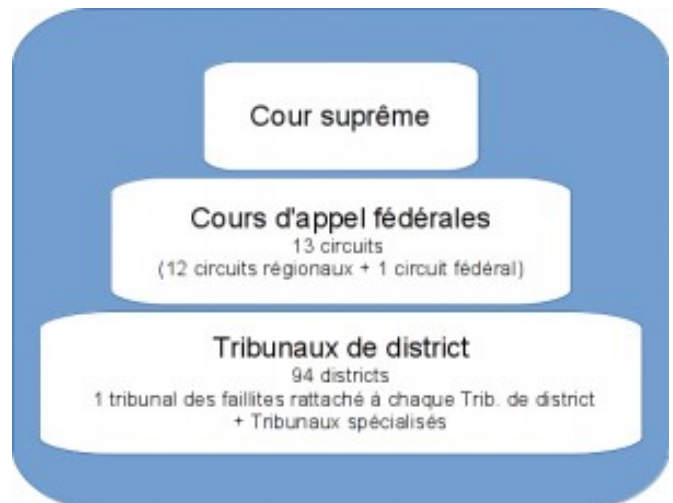 Cour suprême
Cours d'appel fédérales
13 circuits
(12 circuits régionaux + 1 circuit fédéral)
Tribunaux de district
94 districts
1 tribunal des faillites rattaché à chaque Trib. de district
+ Tribunaux spécialisés